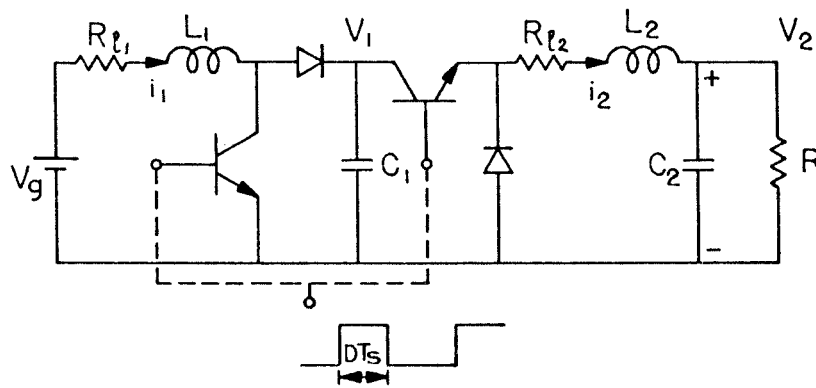 Rℓ₁
L₁
V₁
Rℓ₂
L₂
V₂
i₁
i₂
+
Vg
C₁
C₂
R
−
DTs